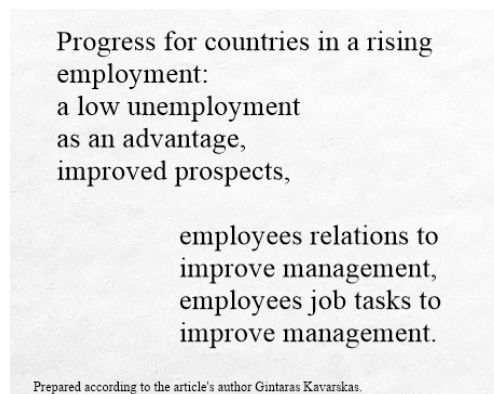 Progress for countries in a rising
employment:
a low unemployment
as an advantage,
improved prospects,
employees relations to
improve management,
employees job tasks to
improve management.
Prepared according to the article's author Gintaras Kavarskas.